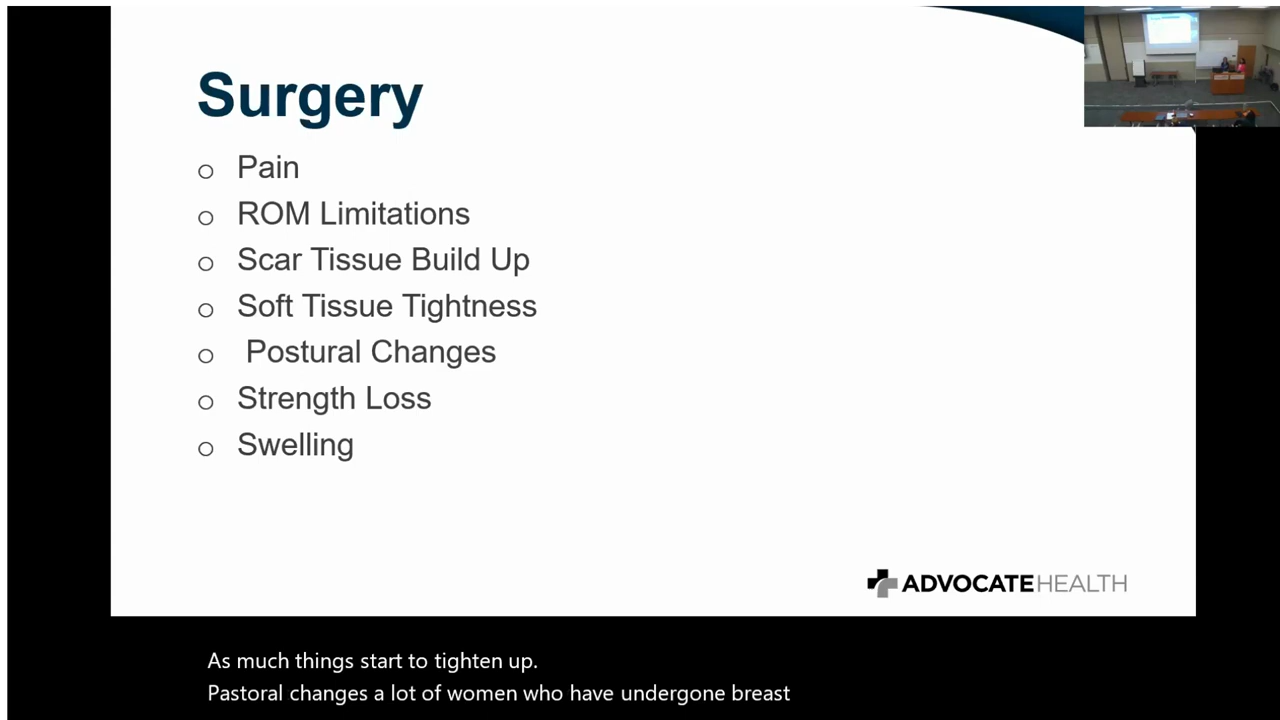 Surgery
o Pain
o ROM Limitations
o Scar Tissue Build Up
o Soft Tissue Tightness
o Postural Changes
o Strength Loss
o Swelling
ADVOCATEHEALTH
As much things start to tighten up.
Pastoral changes a lot of women who have undergone breast